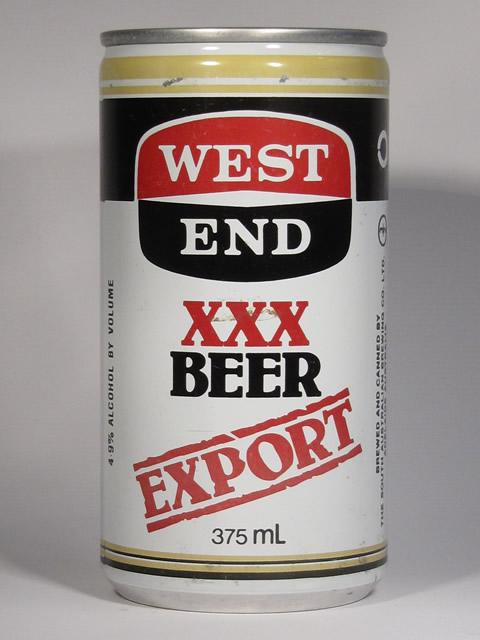 WEST
END
XXX
BEER
EXPORT
375 mL
4·9% ALCOHOL BY VOLUME
BREWED AND CANNED BY
THE SOUTH AUSTRALIAN BREWING CO. LTD.